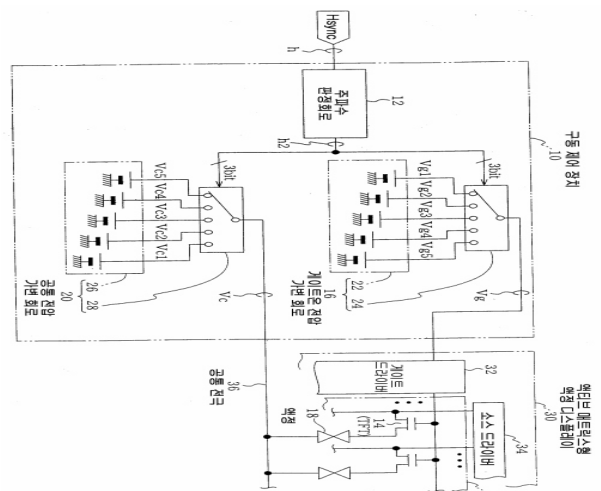 Hsync
h
주파수
판정회로
12
h2
구동 제어 장치
10
3bit
3bit
Vg1
Vg2
Vg3
Vg4
Vg5
Vc5
Vc4
Vc3
Vc2
Vc1
22
24
16
게이트온 전압
가변 회로
26
28
20
공통 전압
가변 회로
Vg
Vc
36
공통 전극
게이트
드라이버
32
액정
18
14
(TFT)
소스 드라이버
34
30
액티브 매트릭스형
액정 디스플레이